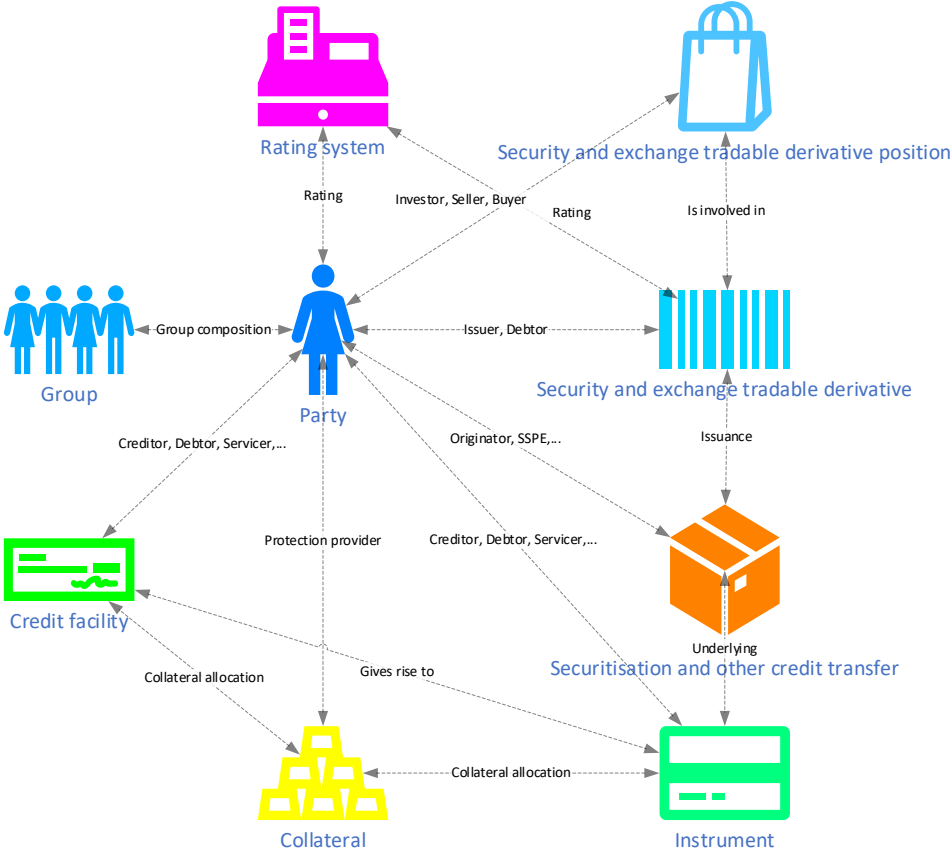 Rating system
Security and exchange tradable derivative position
Rating
Investor, Seller, Buyer
Rating
Is involved in
Group composition
Issuer, Debtor
Group
Party
Security and exchange tradable derivative
Creditor, Debtor, Servicer,...
Originator, SSPE,...
Issuance
Protection provider
Creditor, Debtor, Servicer,...
Credit facility
Underlying
Securitisation and other credit transfer
Collateral allocation
Gives rise to
Collateral allocation
Collateral
Instrument